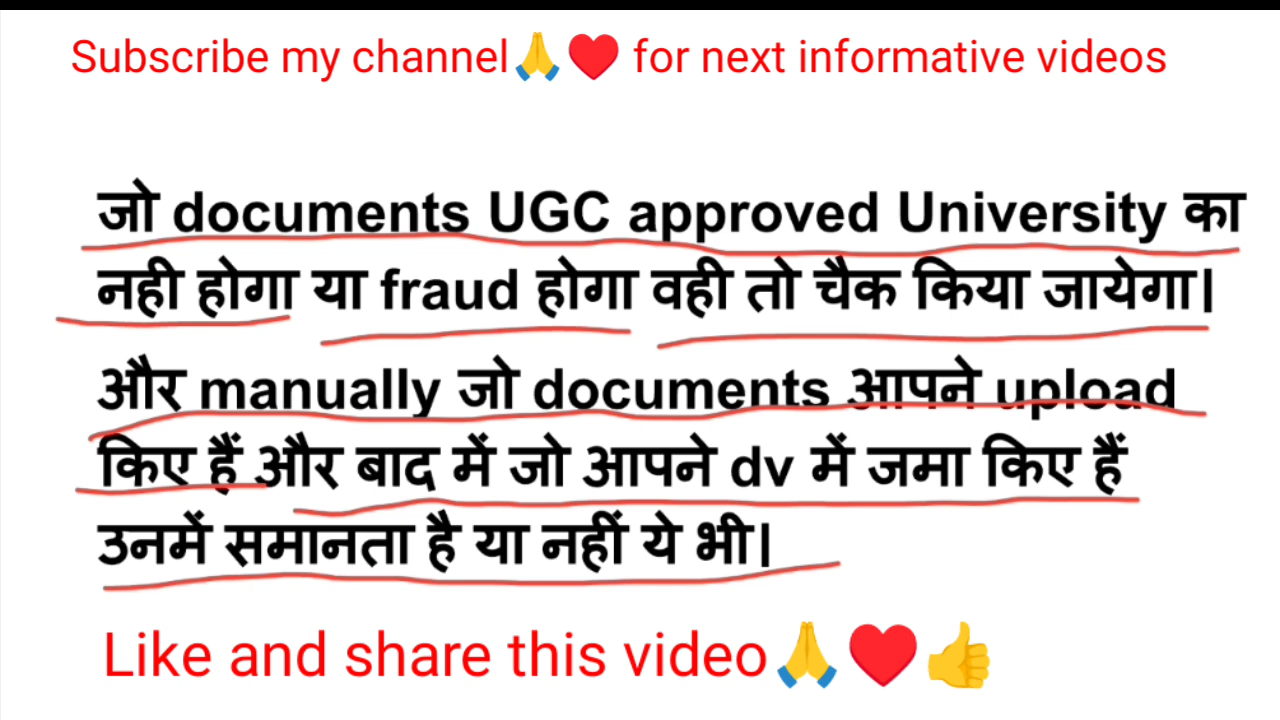 Subscribe my channel🙏♥️ for next informative videos
जो documents UGC approved University का
नही होगा या fraud होगा वही तो चैक किया जायेगा।
और manually जो documents आपने upload
किए हैं और बाद में जो आपने dv में जमा किए हैं
उनमें समानता है या नहीं ये भी।
Like and share this video🙏♥️👍